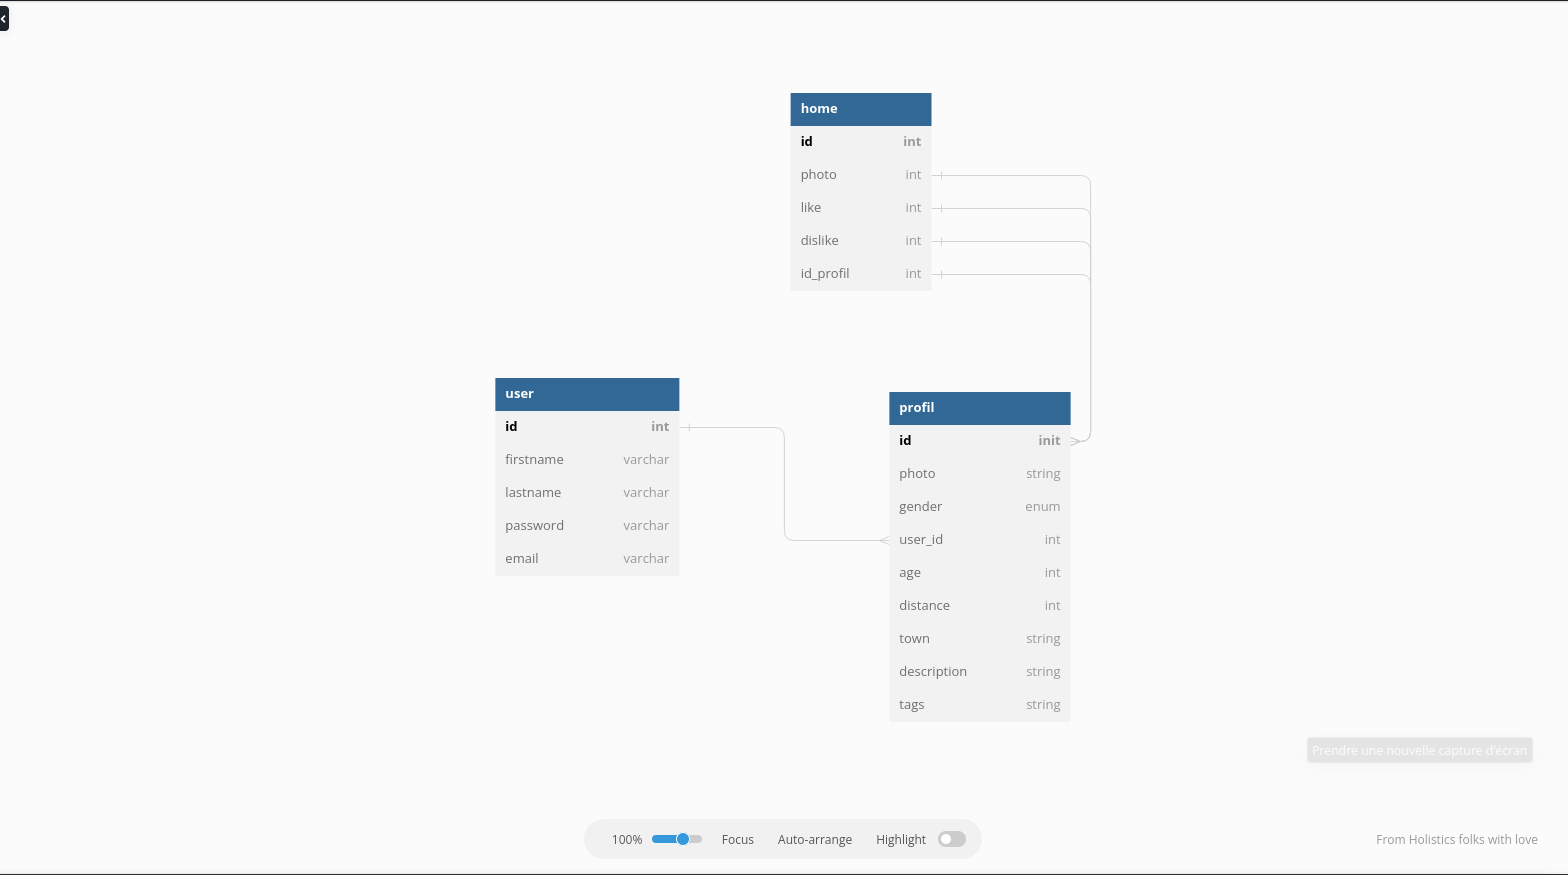 home
id int
photo int
like int
dislike int
id_profil int
user
id int
firstname varchar
lastname varchar
password varchar
email varchar
profil
id init
photo string
gender enum
user_id int
age int
distance int
town string
description string
tags string
Prendre une nouvelle capture d'écran
100% Focus Auto-arrange Highlight
From Holistics folks with love